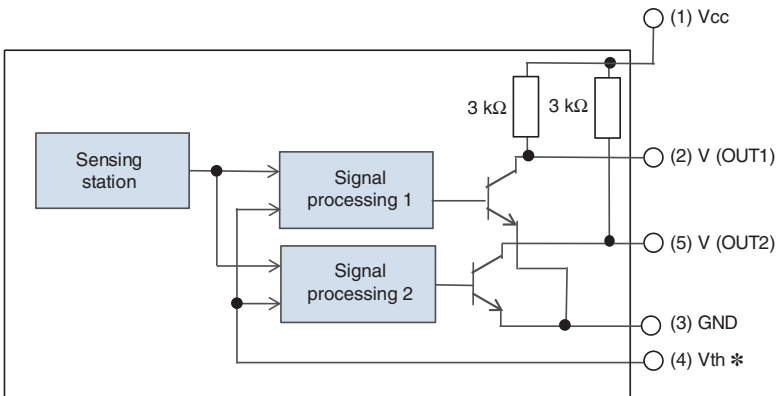 (1) Vcc
3 kΩ
3 kΩ
Sensing
station
Signal
processing 1
(2) V (OUT1)
(5) V (OUT2)
Signal
processing 2
(3) GND
(4) Vth ✻